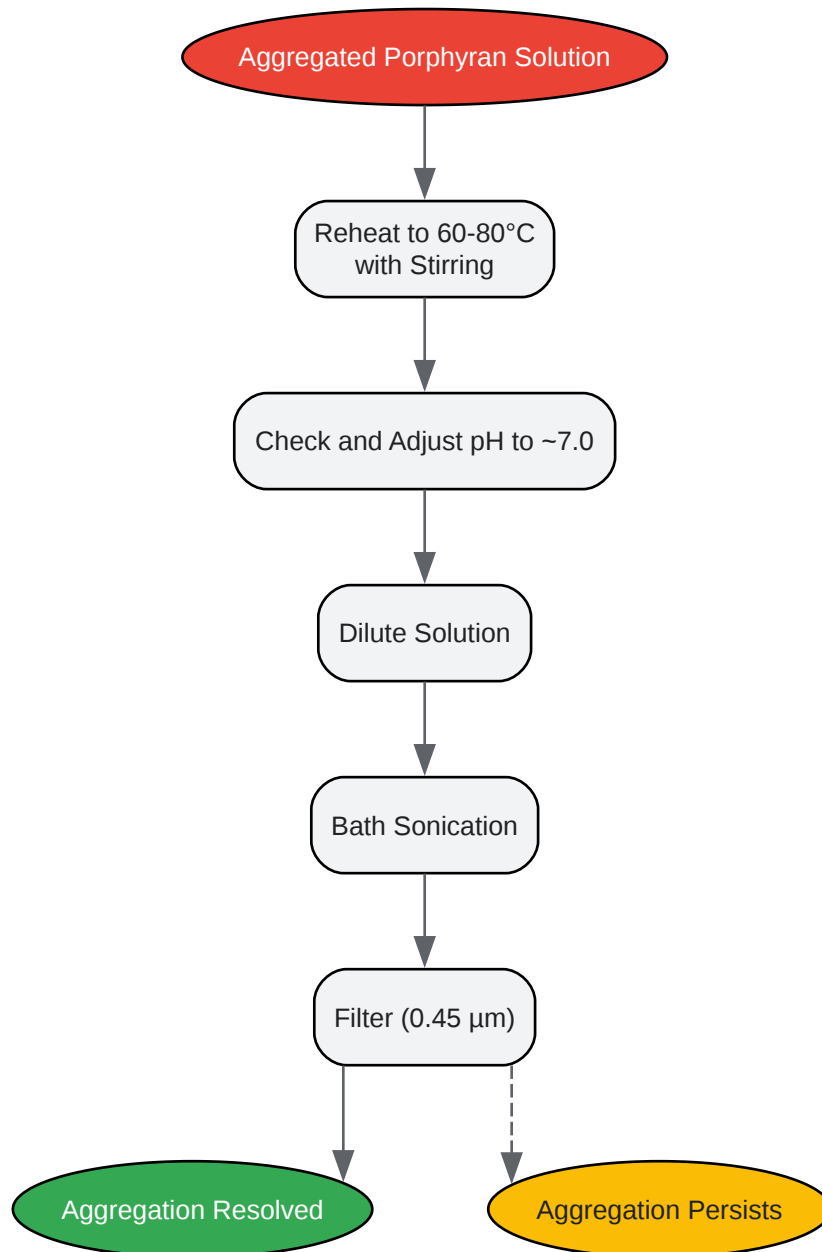 Aggregated Porphyran Solution
Reheat to 60-80°C
with Stirring
Check and Adjust pH to ~7.0
Dilute Solution
Bath Sonication
Filter (0.45 µm)
Aggregation Resolved
Aggregation Persists